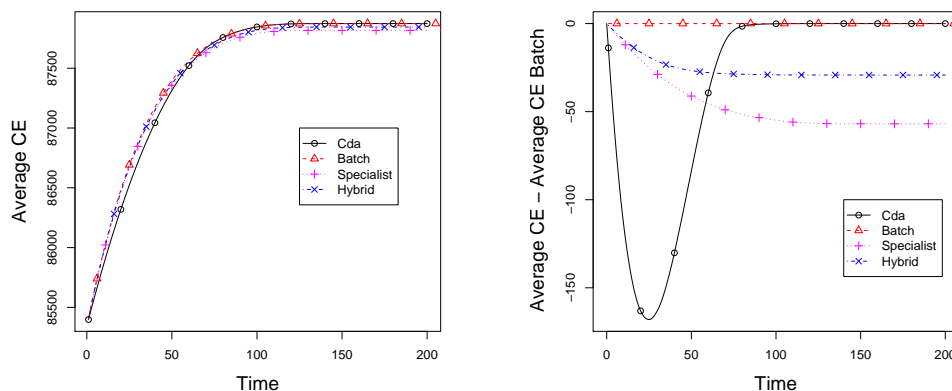 Average CE
87500
87000
86500
86000
85500
Cda
Batch
Specialist
Hybrid
0 50 100 150 200
Time
Average CE − Average CE Batch
0
−50
−100
−150
Cda
Batch
Specialist
Hybrid
0 50 100 150 200
Time